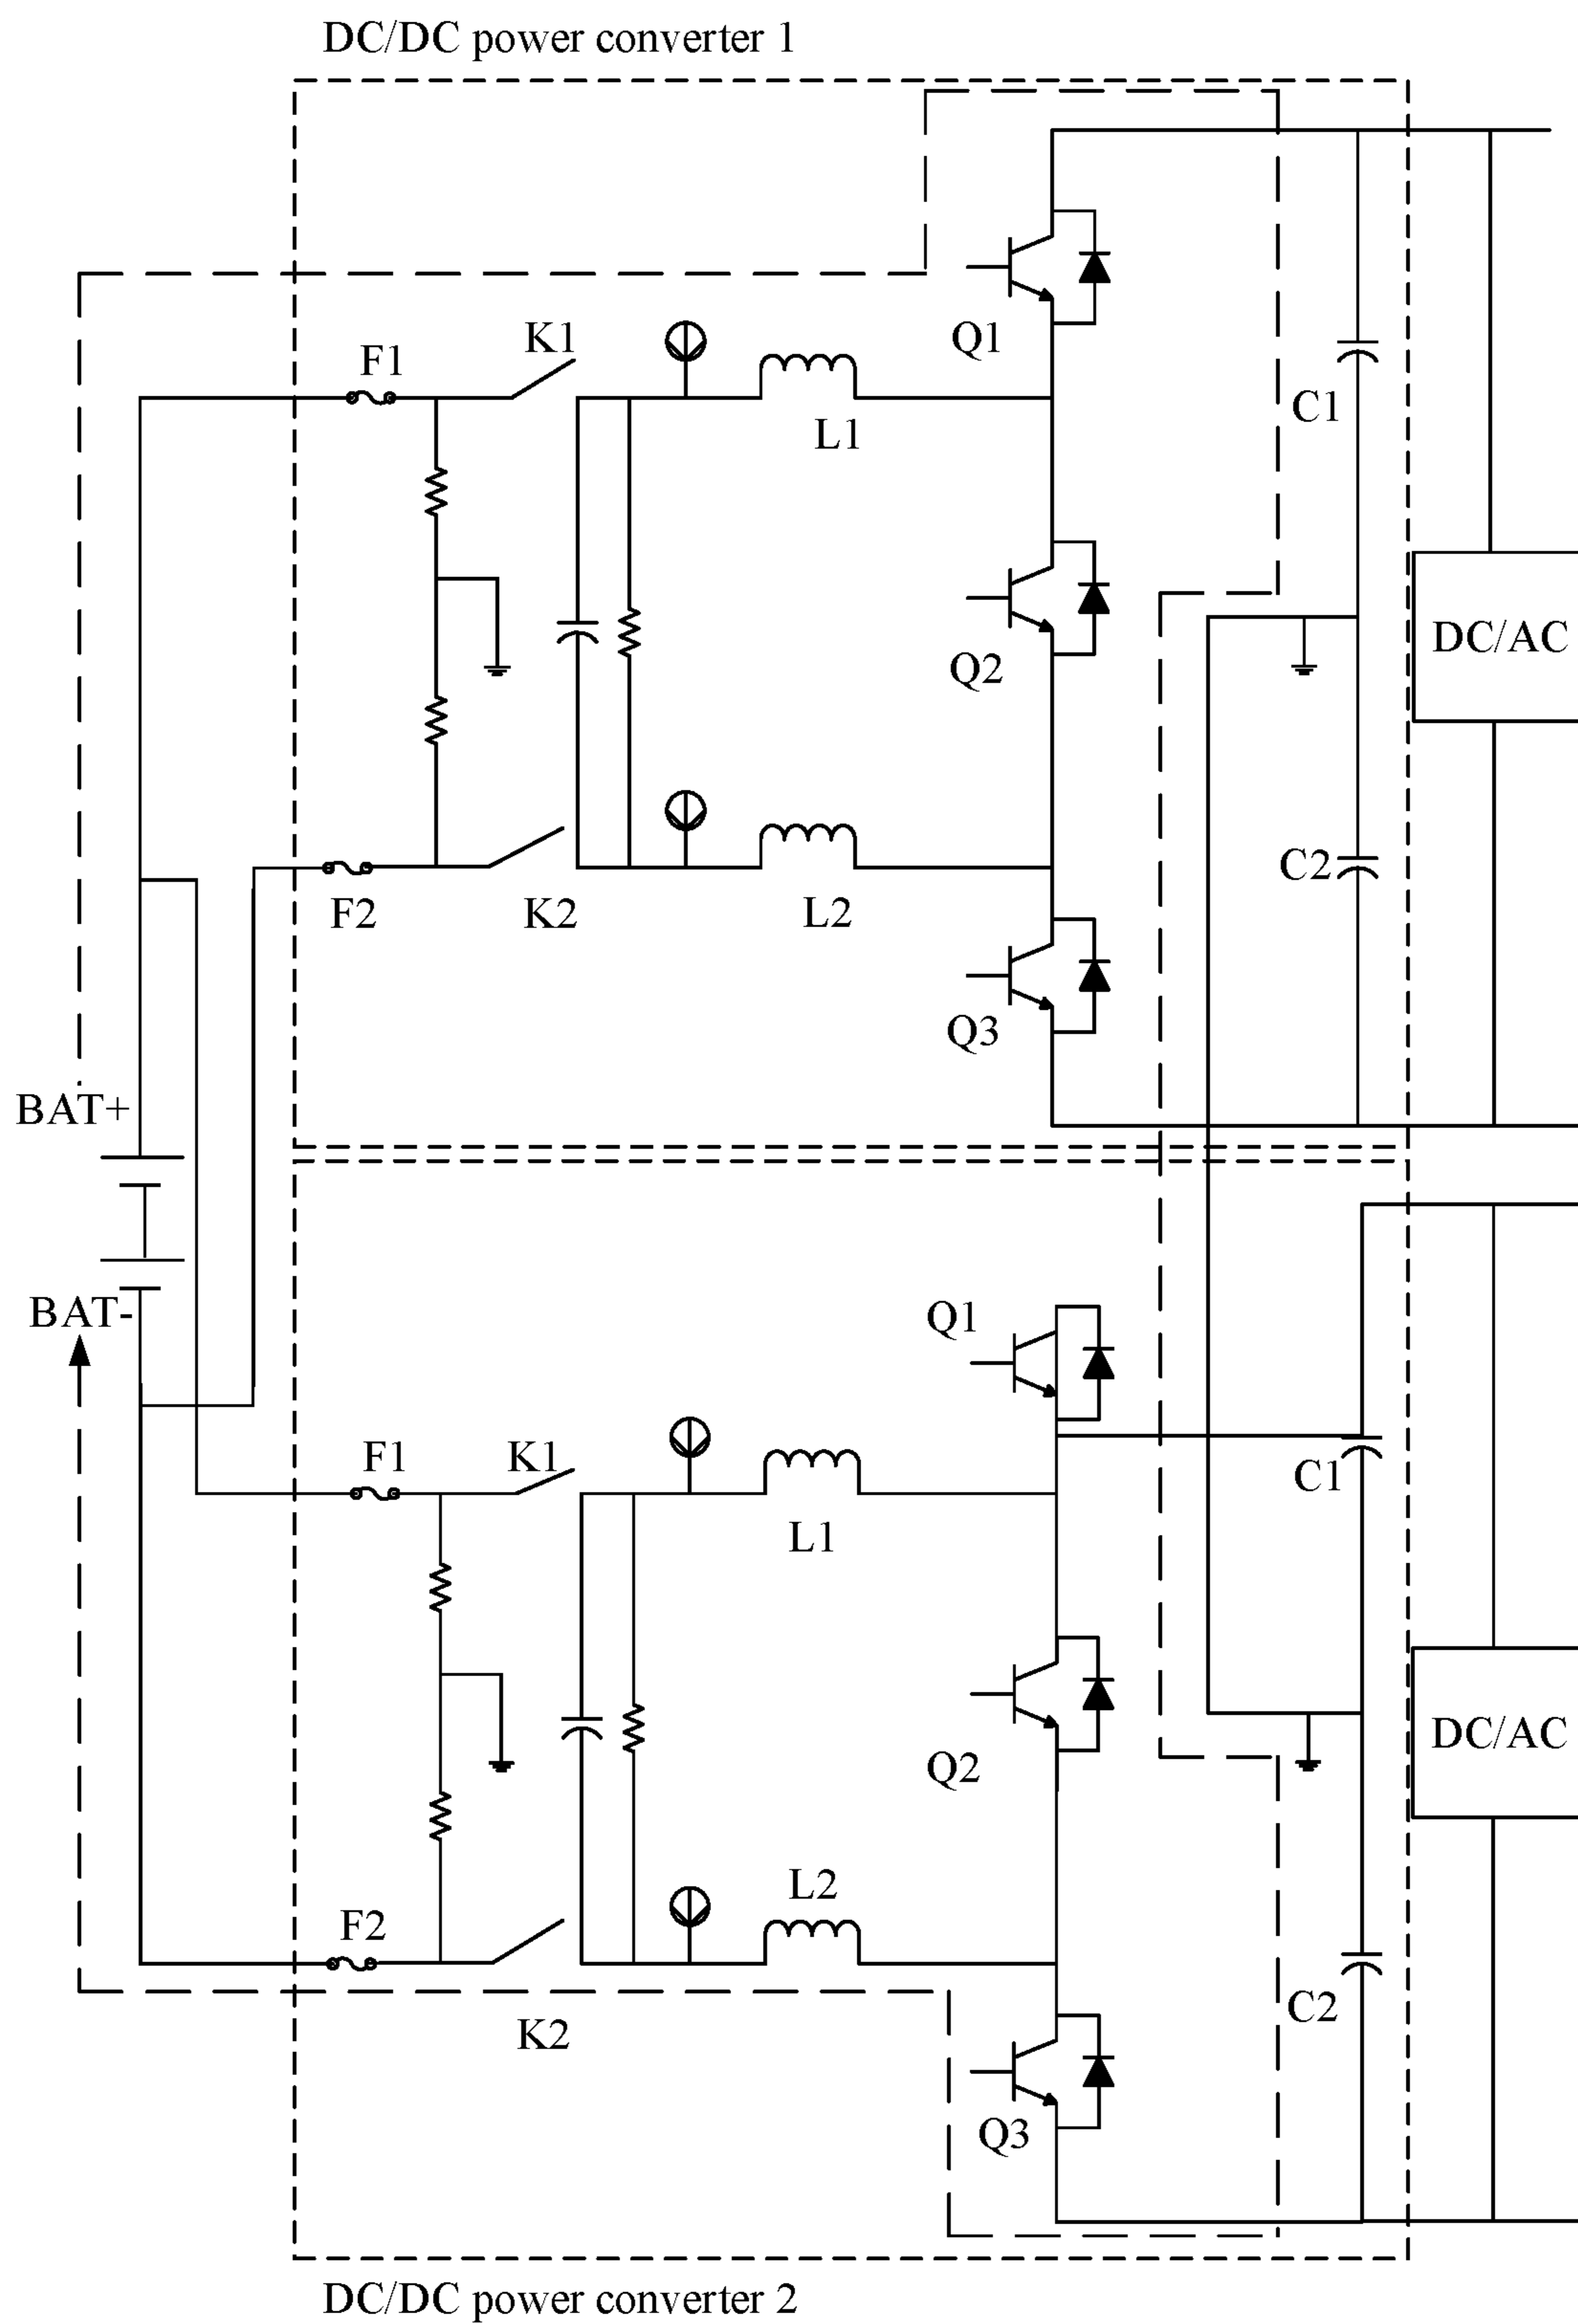 DC/DC power converter 1
K1
F1
Q1
C1
L1
DC/AC
Q2
C2
F2
K2
L2
Q3
BAT+
BAT-
Q1
F1
K1
C1
L1
DC/AC
Q2
L2
F2
C2
K2
Q3
DC/DC power converter 2